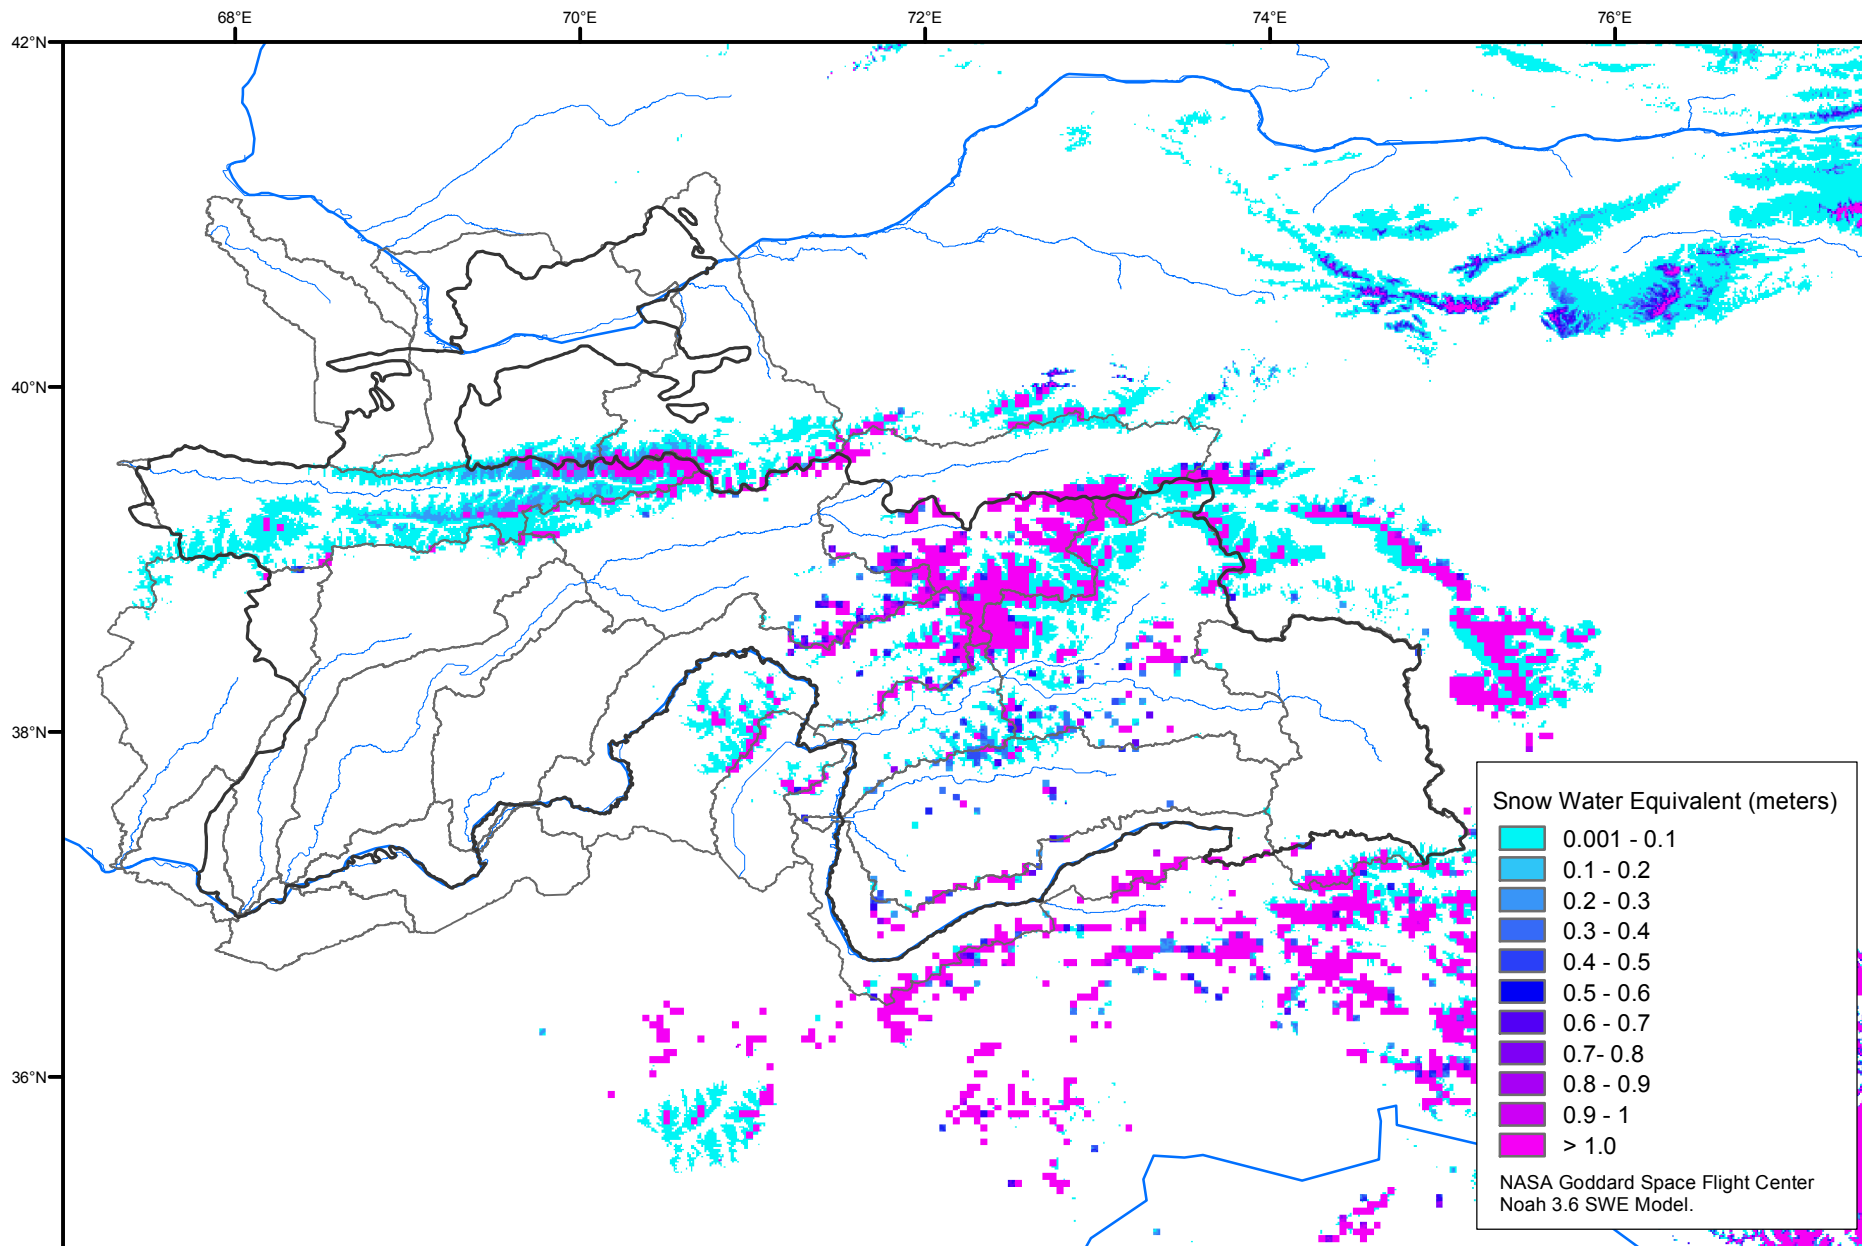 68°E 70°E 72°E 74°E 76°E
42°N
40°N
38°N
36°N
Snow Water Equivalent (meters)
0.001 - 0.1
0.1 - 0.2
0.2 - 0.3
0.3 - 0.4
0.4 - 0.5
0.5 - 0.6
0.6 - 0.7
0.7- 0.8
0.8 - 0.9
0.9 - 1
> 1.0
NASA Goddard Space Flight Center
Noah 3.6 SWE Model.